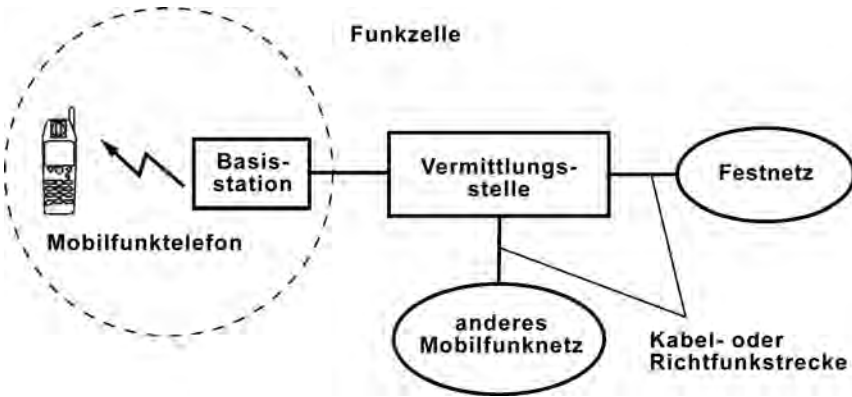 Funkzelle
Basis-
station
Vermittlungs-
stelle
Festnetz
Mobilfunktelefon
anderes
Mobilfunknetz
Kabel- oder
Richtfunkstrecke